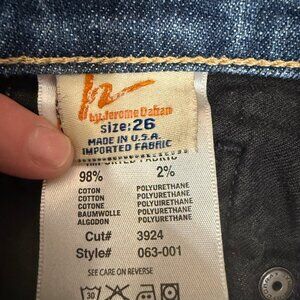 by Jerome Dahan
size:26
MADE IN U.S.A.
IMPORTED FABRIC
98% 2%
COTON POLYURETHANE
COTTON POLYURETHANE
COTONE POLYUIRETHANE
BAUMWOLLE POLYURETHANE
ALGODON POLYURETHANE
Cut# 3924
Style# 063-001
SEE CARE ON REVERSE
30